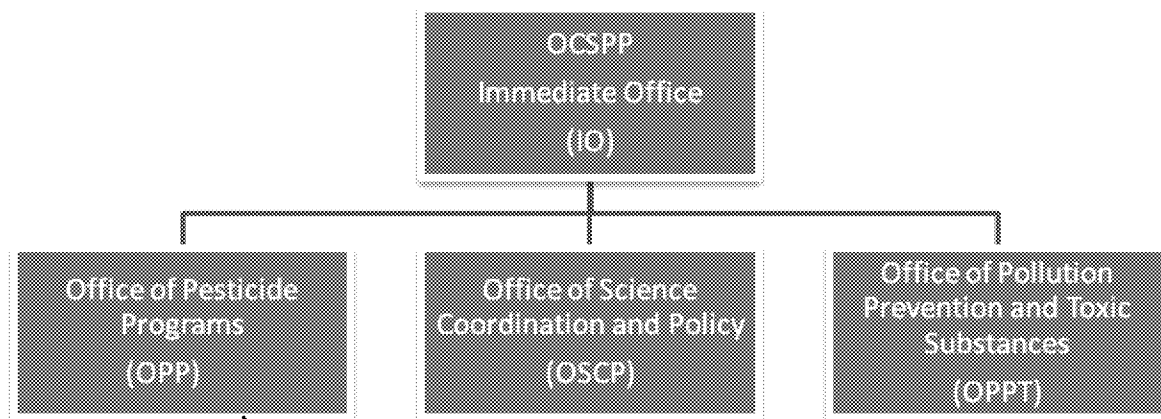 OCSPP
Immediate Office
(IO)
Office of Pesticide
Programs
(OPP)
Office of Science
Coordination and Policy
(OSCP)
Office of Pollution
Prevention and Toxic
Substances
(OPPT)